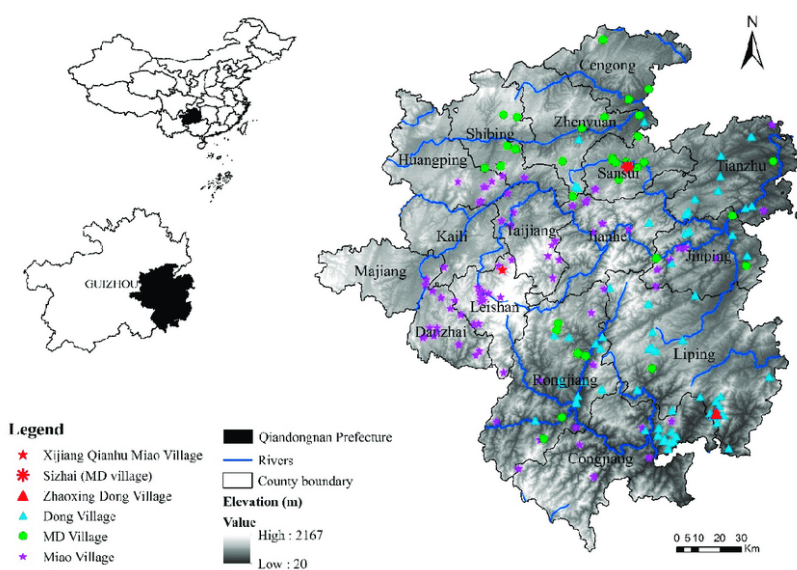 N
Cengong
Zhenyuan
Shibing
Huangping
Sansui
Tianzhu
Taijiang
Kaili
Jianhe
Jinping
Majiang
GUIZHOU
Leishan
Danzhai
Liping
Rongjiang
Congjiang
Legend
Xijiang Qianhu Miao Village
Sizhai (MD village)
Zhaoxing Dong Village
Dong Village
MD Village
Miao Village
Qiandongnan Prefecture
Rivers
County boundary
Elevation (m)
Value
High : 2167
Low : 20
0 5 10 20 30
Km